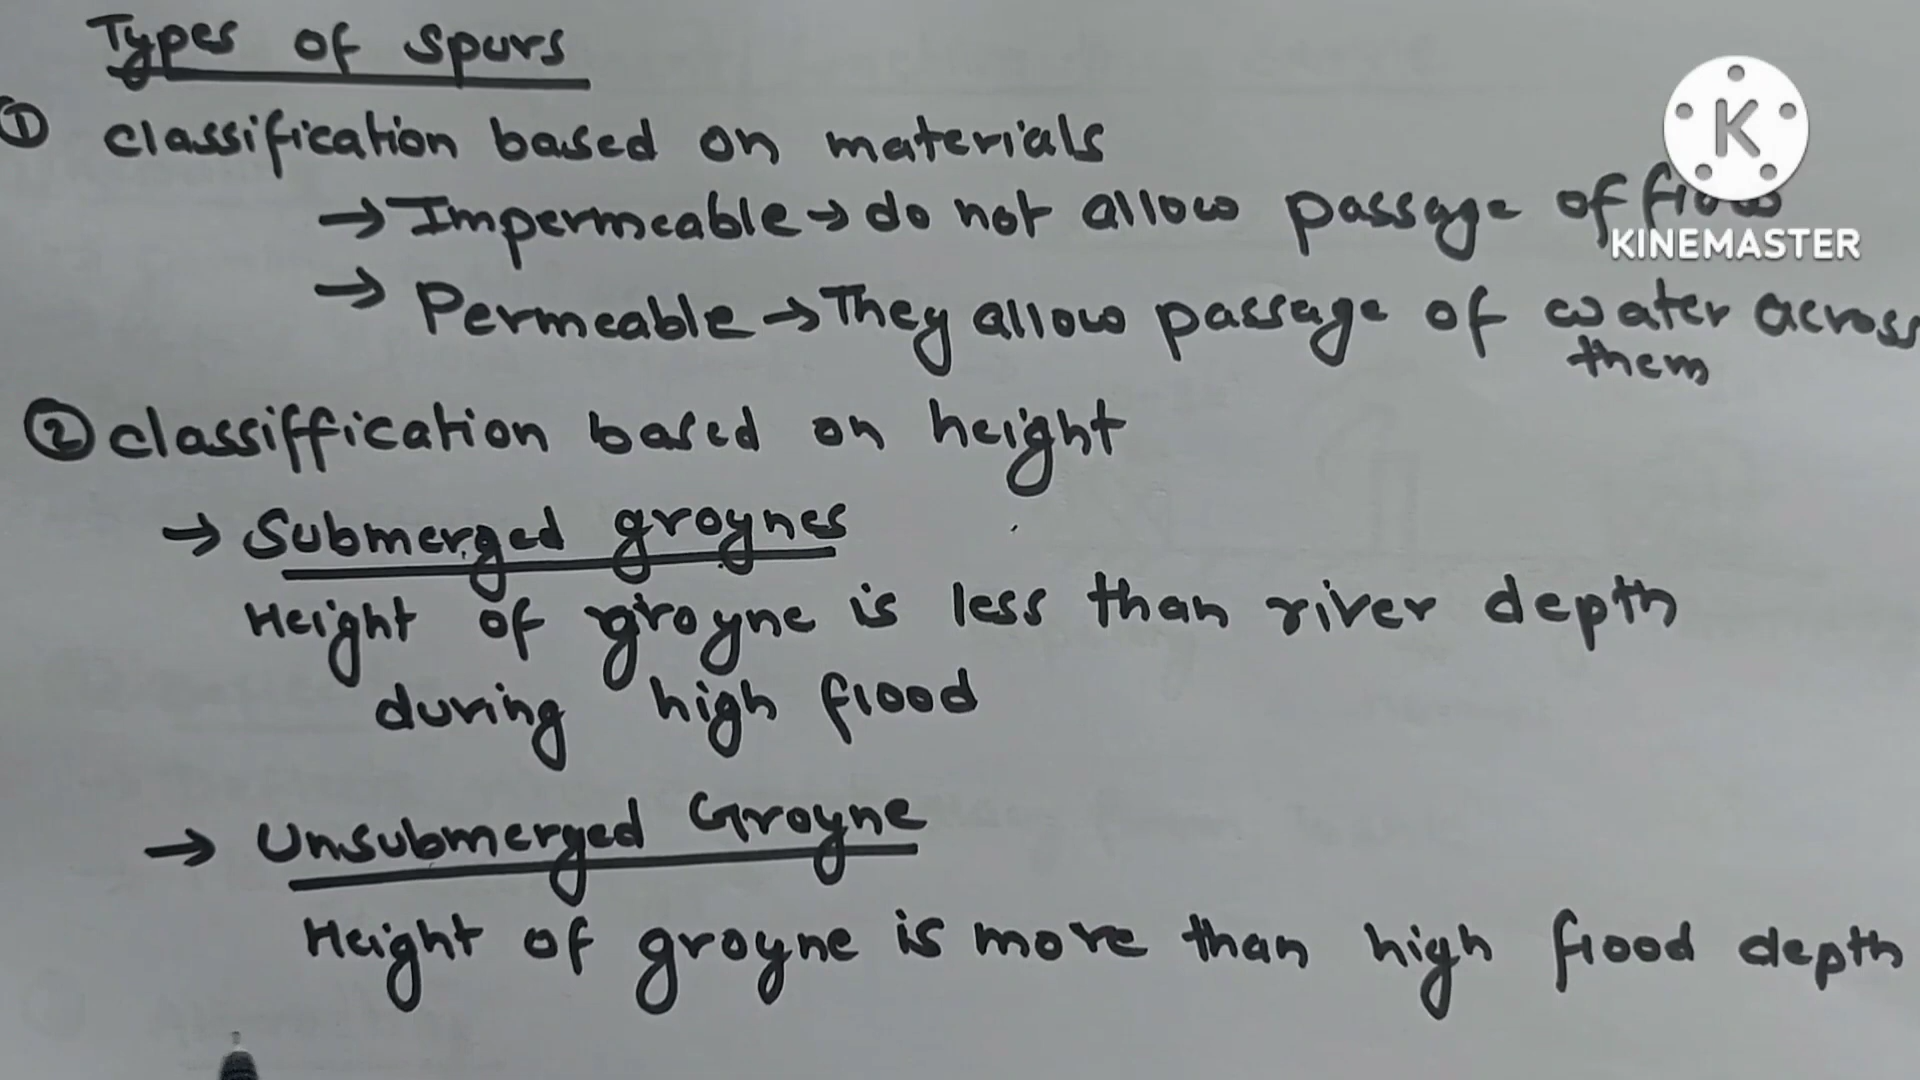 Types of spurs
① classification based on materials
→ Impermeable → do not allow passage of flow
KINEMASTER
→ Permeable → They allow passage of water across
them
② classiffication based on height
→ Submerged groynes
Height of groyne is less than river depth
during high flood
→ Unsubmerged Groyne
Height of groyne is more than high flood depth